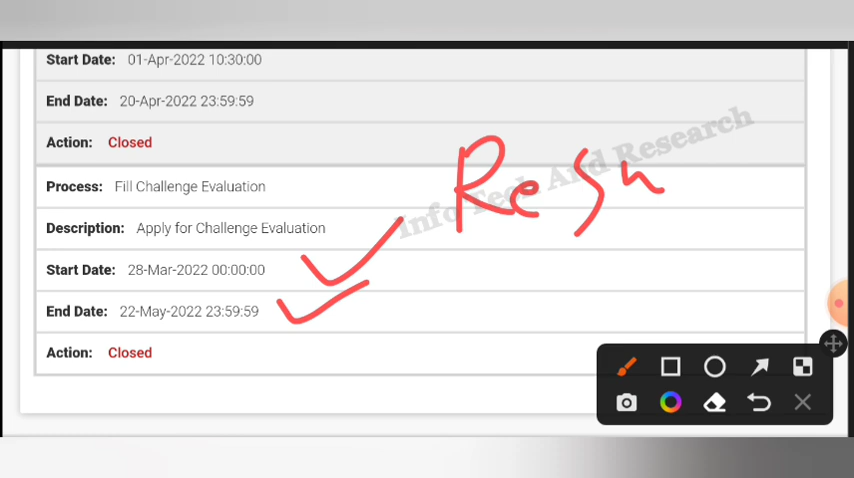 Start Date: 01-Apr-2022 10:30:00
End Date: 20-Apr-2022 23:59:59
Action: Closed
Process: Fill Challenge Evaluation
Description: Apply for Challenge Evaluation
Start Date: 28-Mar-2022 00:00:00
End Date: 22-May-2022 23:59:59
Action: Closed
Info Tech And Research
Resu